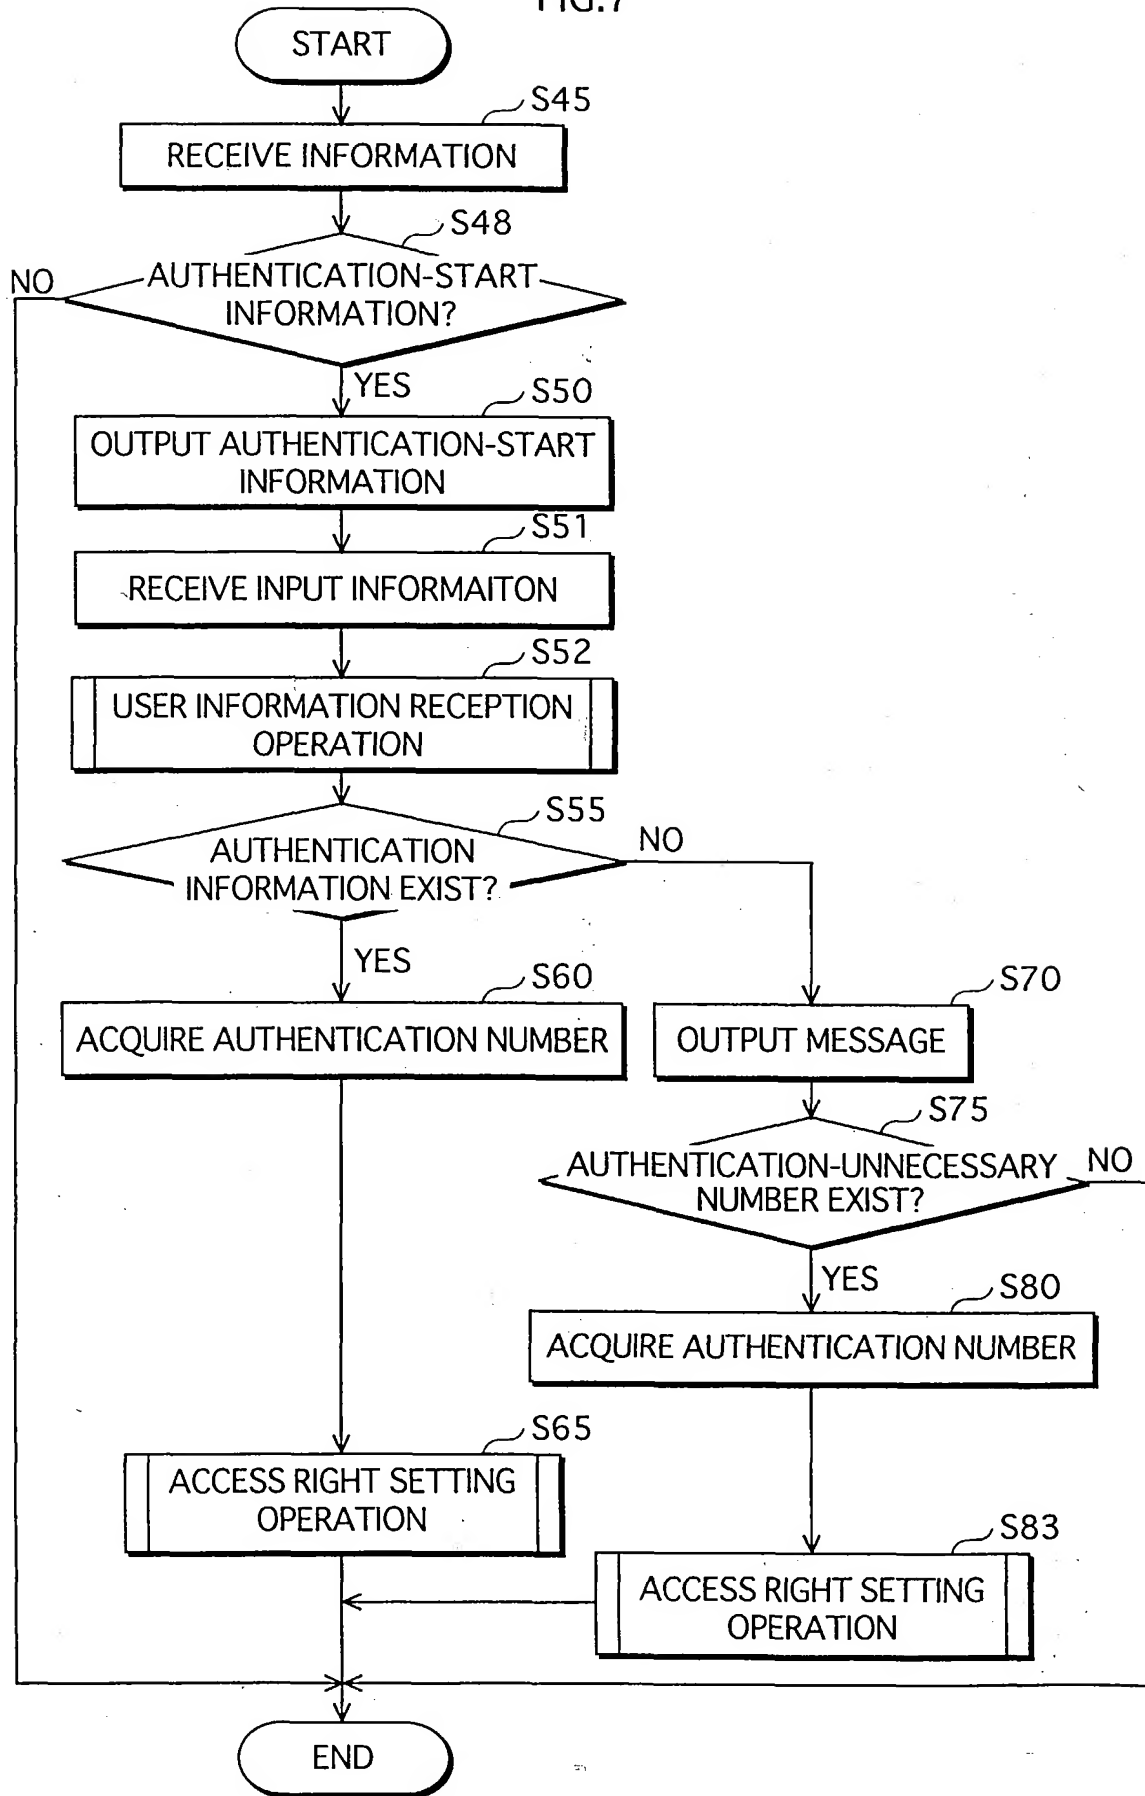 FIG.7
START
S45
RECEIVE INFORMATION
S48
NO
AUTHENTICATION-START
INFORMATION?
YES
S50
OUTPUT AUTHENTICATION-START
INFORMATION
S51
RECEIVE INPUT INFORMAITON
S52
USER INFORMATION RECEPTION
OPERATION
S55
AUTHENTICATION
INFORMATION EXIST?
NO
YES
S60
ACQUIRE AUTHENTICATION NUMBER
S70
OUTPUT MESSAGE
S75
AUTHENTICATION-UNNECESSARY
NUMBER EXIST?
NO
YES
S80
ACQUIRE AUTHENTICATION NUMBER
S65
ACCESS RIGHT SETTING
OPERATION
S83
ACCESS RIGHT SETTING
OPERATION
END